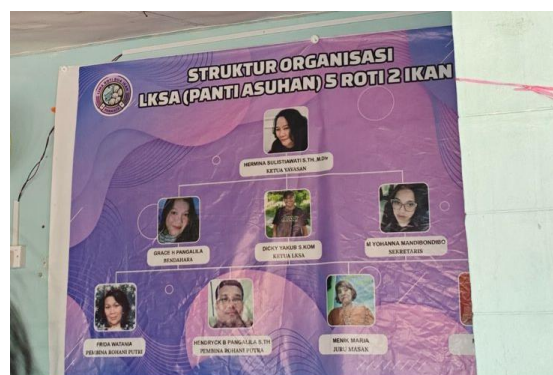 STRUKTUR ORGANISASI
LKSA (PANTI ASUHAN) 5 ROTI 2 IKAN
HERMINA SULISTIAWATI S.TH.,M.Div
KETUA YAYASAN
GRACE H PANGALILA
BENDAHARA
DICKY YAKUB S.KOM
KETUA LKSA
M YOHANNA MANDIBONDIBO
SEKRETARIS
FRIDA WATANIA
PEMBINA ROHANI PUTRI
HENDRYCK B PANGALILA S.TH
PEMBINA ROHANI PUTRA
MENIK MARIA
JURU MASAK